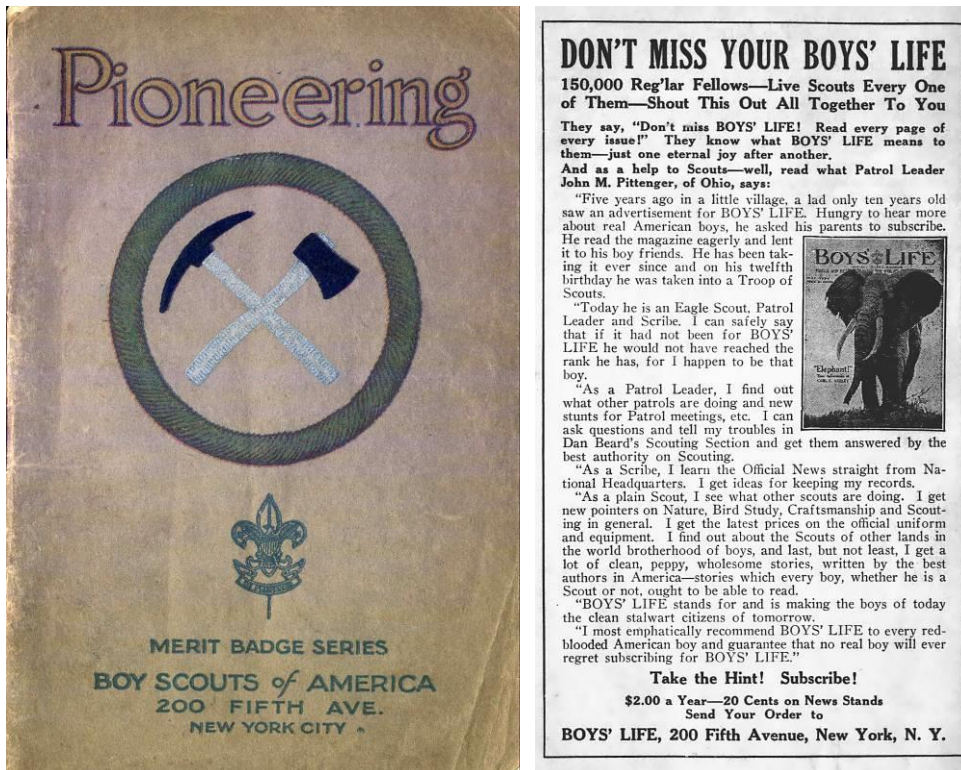 Pioneering
MERIT BADGE SERIES
BOY SCOUTS of AMERICA
200 FIFTH AVE.
NEW YORK CITY
DON'T MISS YOUR BOYS' LIFE
150,000 Reg'lar Fellows—Live Scouts Every One
of Them—Shout This Out All Together To You
They say, "Don't miss BOYS' LIFE! Read every page of
every issue!" They know what BOYS' LIFE means to
them—just one eternal joy after another.
And as a help to Scouts—well, read what Patrol Leader
John M. Pittenger, of Ohio, says:
"Five years ago in a little village, a lad only ten years old
saw an advertisement for BOYS' LIFE. Hungry to hear more
about real American boys, he asked his parents to subscribe.
He read the magazine eagerly and lent
it to his boy friends. He has been tak-
ing it ever since and on his twelfth
birthday he was taken into a Troop of
Scouts.
"Today he is an Eagle Scout, Patrol
Leader and Scribe. I can safely say
that if it had not been for BOYS'
LIFE he would not have reached the
rank he has, for I happen to be that
boy.
"As a Patrol Leader, I find out
what other patrols are doing and new
stunts for Patrol meetings, etc. I can
ask questions and tell my troubles in
Dan Beard's Scouting Section and get them answered by the
best authority on Scouting.
"As a Scribe, I learn the Official News straight from Na-
tional Headquarters. I get ideas for keeping my records.
"As a plain Scout, I see what other scouts are doing. I get
new pointers on Nature, Bird Study, Craftsmanship and Scout-
ing in general. I get the latest prices on the official uniform
and equipment. I find out about the Scouts of other lands in
the world brotherhood of boys, and last, but not least, I get a
lot of clean, peppy, wholesome stories, written by the best
authors in America—stories which every boy, whether he is a
Scout or not, ought to be able to read.
"BOYS' LIFE stands for and is making the boys of today
the clean stalwart citizens of tomorrow.
"I most emphatically recommend BOYS' LIFE to every red-
blooded American boy and guarantee that no real boy will ever
regret subscribing for BOYS' LIFE."
BOYS' LIFE
"Elephant!"
Take the Hint! Subscribe!
$2.00 a Year—20 Cents on News Stands
Send Your Order to
BOYS' LIFE, 200 Fifth Avenue, New York, N. Y.